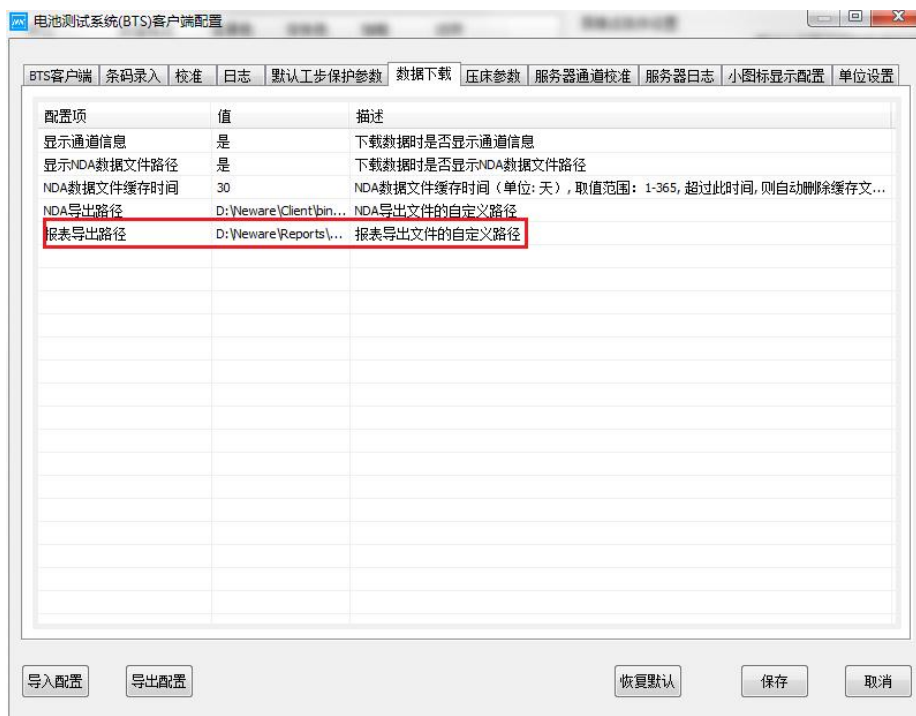 电池测试系统(BTS)客户端配置
BTS客户端 条码录入 校准 日志 默认工步保护参数 数据下载 压床参数 服务器通道校准 服务器日志 小图标显示配置 单位设置
配置项 值 描述
显示通道信息 是 下载数据时是否显示通道信息
显示NDA数据文件路径 是 下载数据时是否显示NDA数据文件路径
NDA数据文件缓存时间 30 NDA数据文件缓存时间（单位:天）,取值范围：1-365,超过此时间,则自动删除缓存文...
NDA导出路径 D:\Neware\Client\bin... NDA导出文件的自定义路径
报表导出路径 D:\Neware\Reports\... 报表导出文件的自定义路径
导入配置 导出配置 恢复默认 保存 取消